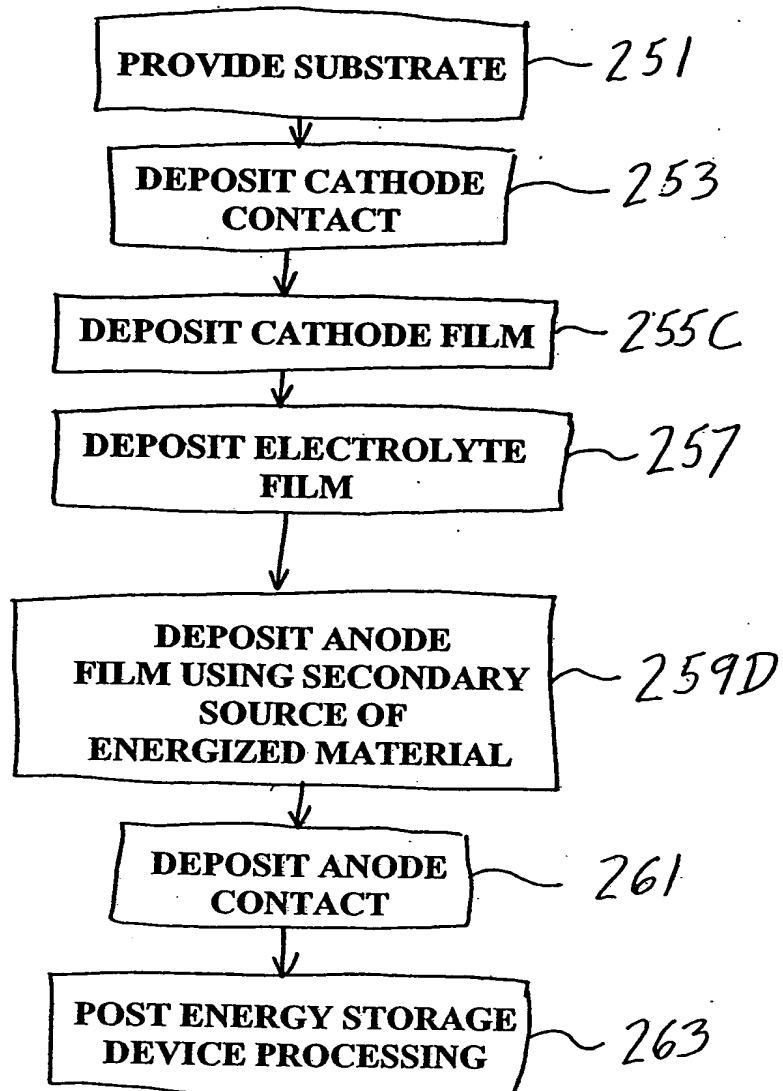 PROVIDE SUBSTRATE 251
DEPOSIT CATHODE
CONTACT
253
DEPOSIT CATHODE FILM 255C
DEPOSIT ELECTROLYTE
FILM
257
DEPOSIT ANODE
FILM USING SECONDARY
SOURCE OF
ENERGIZED MATERIAL
259D
DEPOSIT ANODE
CONTACT
261
POST ENERGY STORAGE
DEVICE PROCESSING
263